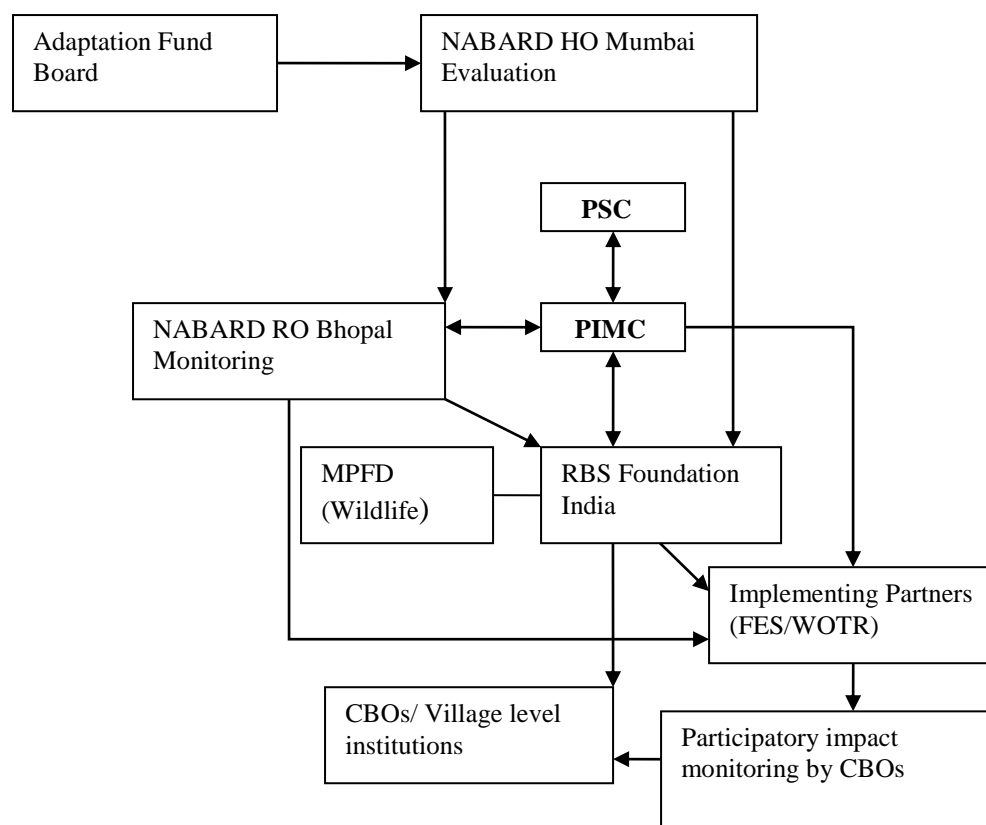 Adaptation Fund
Board
NABARD HO Mumbai
Evaluation
PSC
NABARD RO Bhopal
Monitoring
PIMC
MPFD
(Wildlife)
RBS Foundation
India
Implementing Partners
(FES/WOTR)
CBOs/ Village level
institutions
Participatory impact
monitoring by CBOs